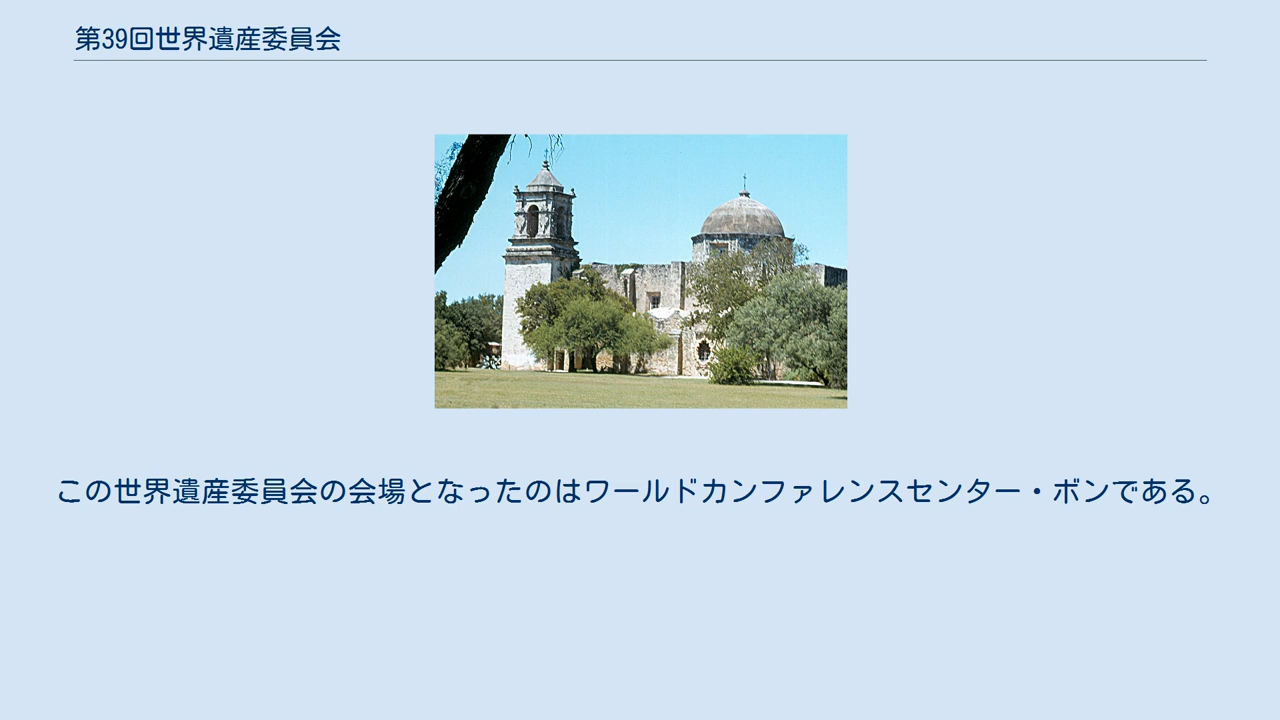 第39回世界遺産委員会
この世界遺産委員会の会場となったのはワールドカンファレンスセンター・ボンである。